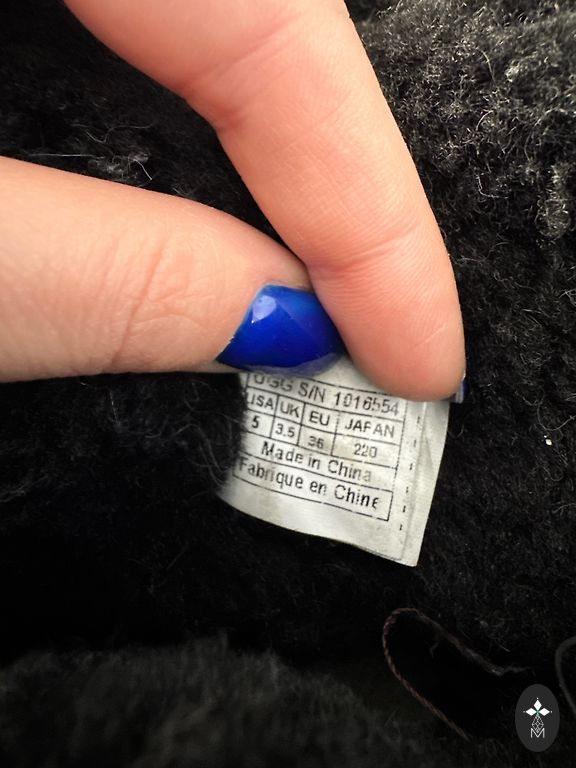 UGG S/N 1016554
USA UK EU JAPAN
5 3.5 36 220
Made in China
Fabrique en Chine
M